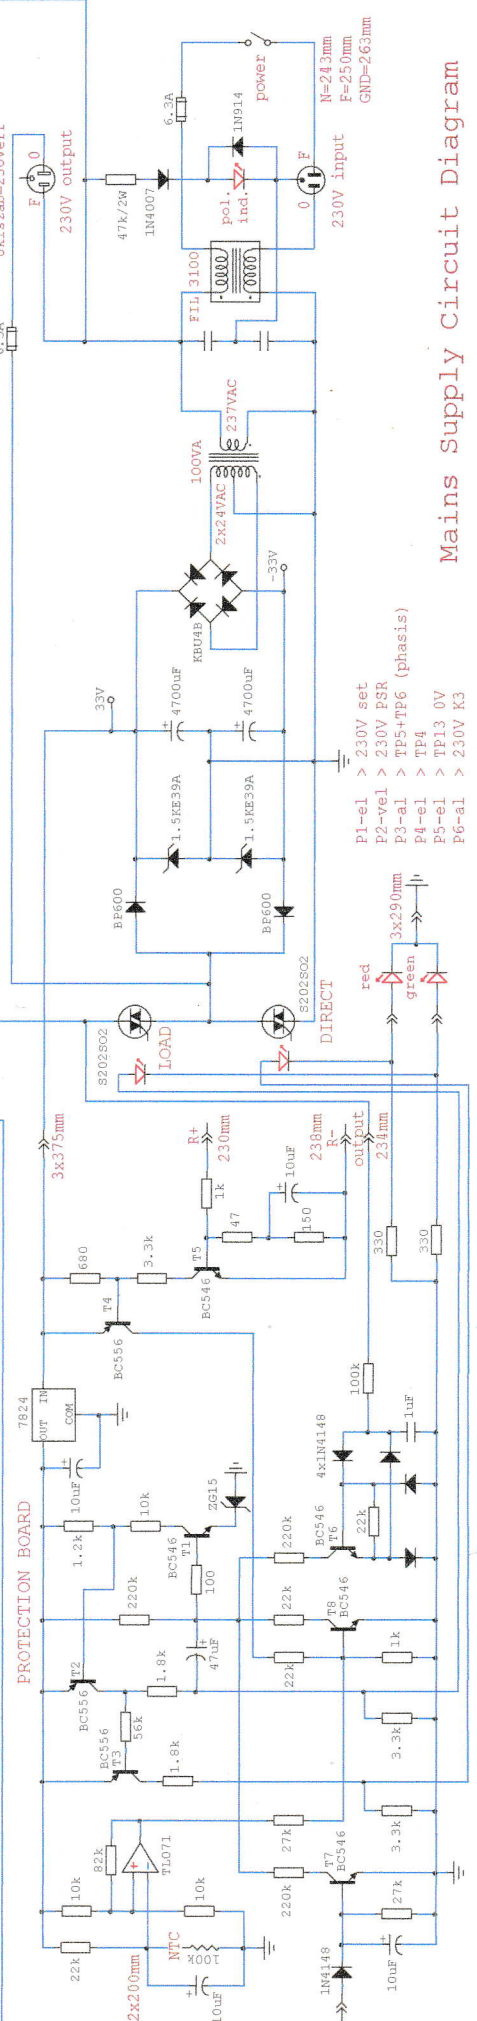 230V output
F
O
47k/2W
1N4007
6.3A
power
1N914
pol.
ind.
N=243mm
F=250mm
GND=263mm
F
O
230V input
FIL 3100
237VAC
100VA
2x24VAC
-33V
KBU4B
33V
4700uF
4700uF
1.5KE39A
1.5KE39A
BP600
BP600
S202S02
LOAD
S202S02
DIRECT
Mains Supply Circuit Diagram
P1-el > 230V set
P2-vel > 230V PSR
P3-al > TP5+TP6 (phasis)
P4-el > TP4
P5-el > TP13 0V
P6-al > 230V K3
3x290mm
red
green
3x375mm
R+
230mm
238mm
R-
output
234mm
1k
10uF
47
150
T5
BC546
680
3.3k
T4
BC556
330
330
7824
OUT IN
COM
10uF
PROTECTION BOARD
1.2k
10k
ZG15
BC546
T1
100
220k
47uF
T2
BC556
1.8k
56k
BC556
T3
1.8k
100k
1uF
4x1N4148
BC546
T6
22k
220k
22k
T8
BC546
22k
1k
3.3k
3.3k
82k
TL071
10k
10k
22k
NTC
100k
10uF
2x200mm
27k
220k
T7
BC546
27k
1N4148
10uF